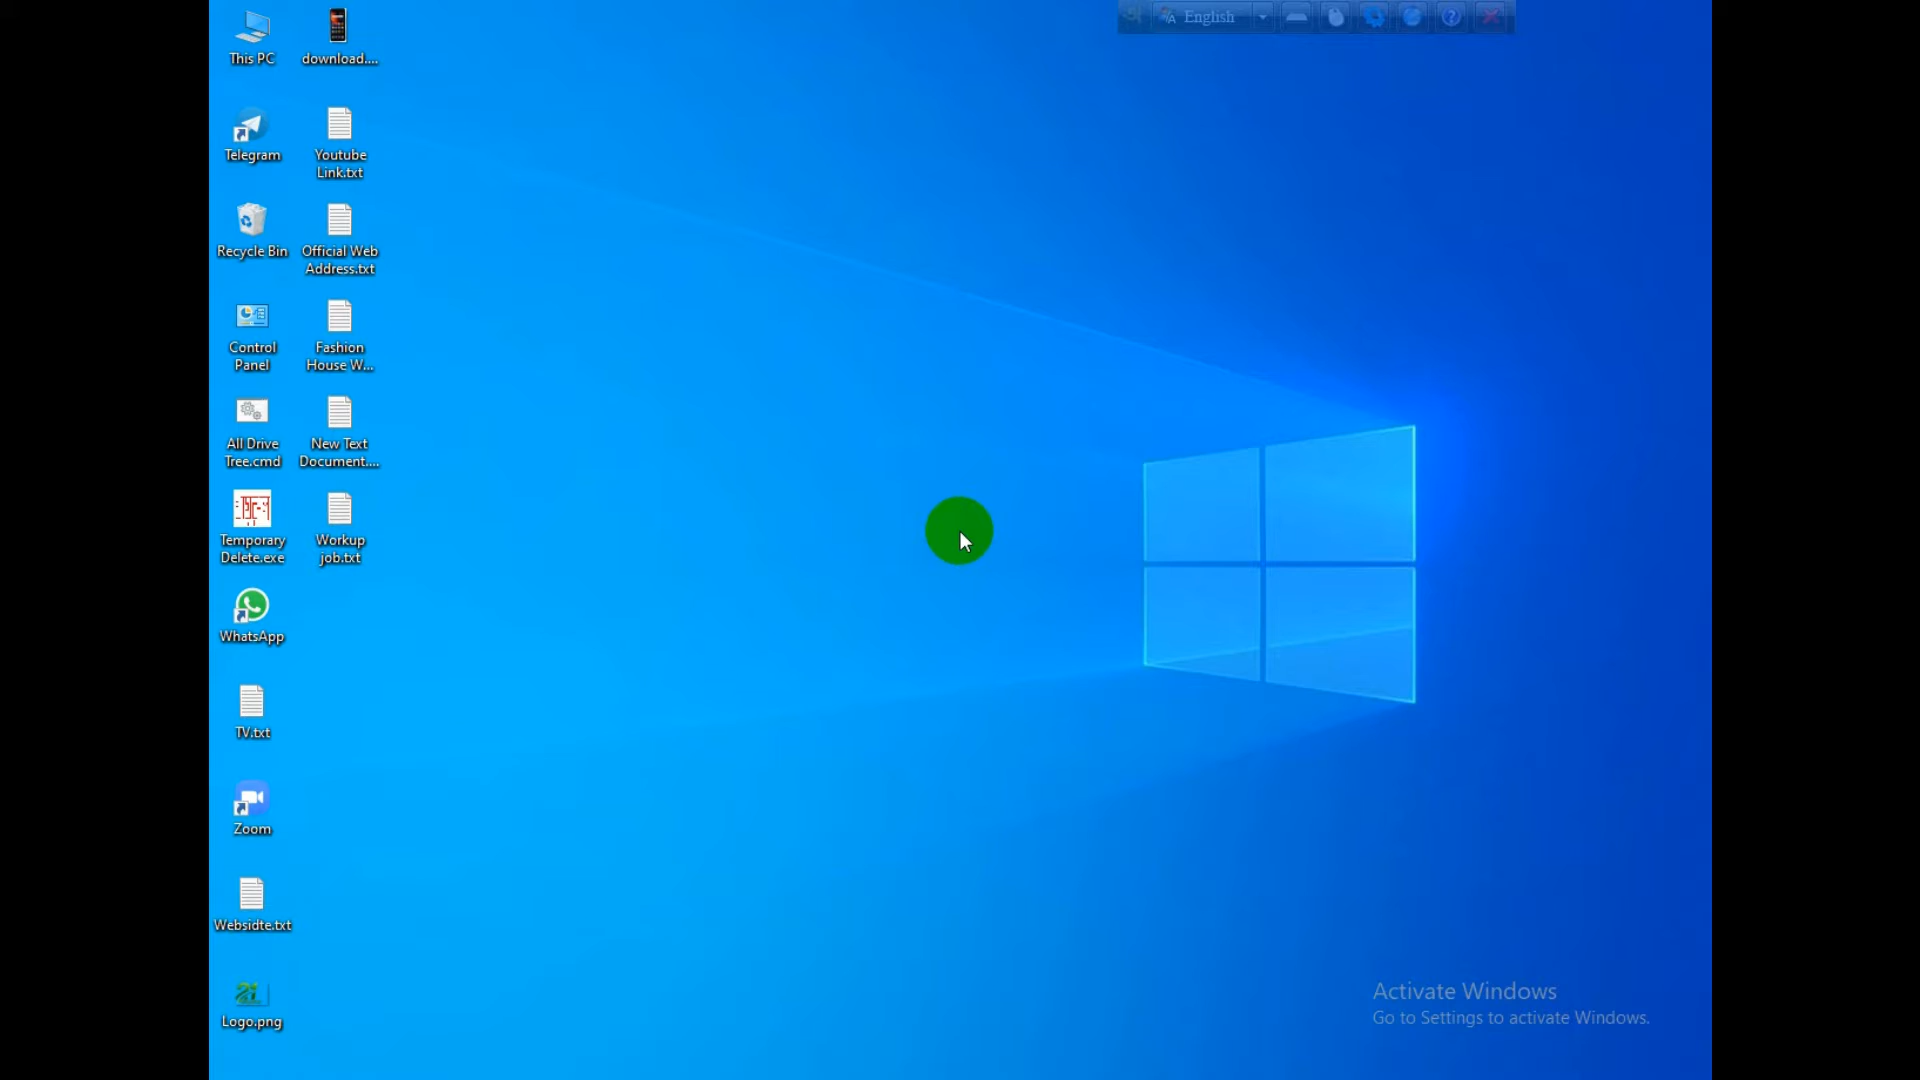 This PC
download....
English
Telegram
Youtube
Link.txt
Recycle Bin
Official Web
Address.txt
Control
Panel
Fashion
House W...
All Drive
Tree.cmd
New Text
Document....
Temporary
Delete.exe
Workup
job.txt
WhatsApp
TV.txt
Zoom
Websidte.txt
Logo.png
Activate Windows
Go to Settings to activate Windows.